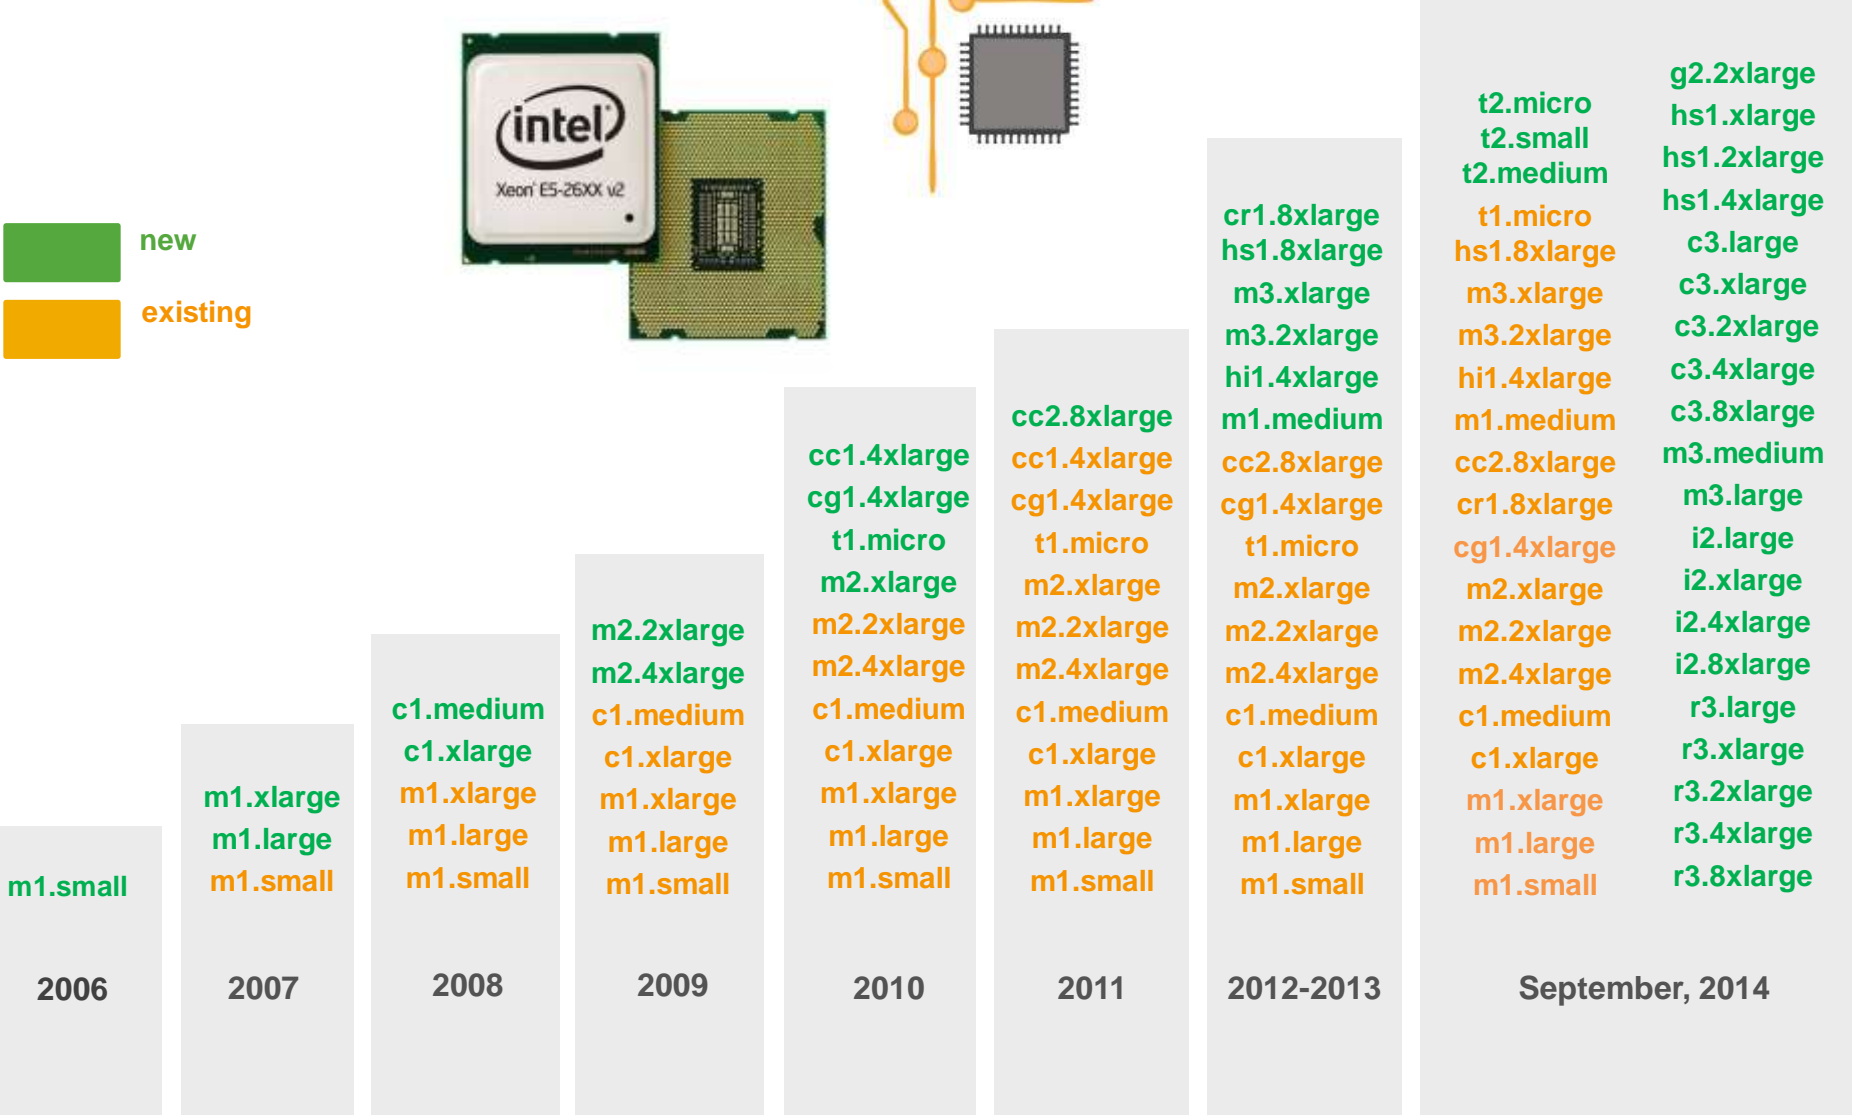 intel
Xeon® E5-26XX v2
new
existing
m1.small
2006
m1.xlarge
m1.large
m1.small
2007
c1.medium
c1.xlarge
m1.xlarge
m1.large
m1.small
2008
m2.2xlarge
m2.4xlarge
c1.medium
c1.xlarge
m1.xlarge
m1.large
m1.small
2009
cc1.4xlarge
cg1.4xlarge
t1.micro
m2.xlarge
m2.2xlarge
m2.4xlarge
c1.medium
c1.xlarge
m1.xlarge
m1.large
m1.small
2010
cc2.8xlarge
cc1.4xlarge
cg1.4xlarge
t1.micro
m2.xlarge
m2.2xlarge
m2.4xlarge
c1.medium
c1.xlarge
m1.xlarge
m1.large
m1.small
2011
cr1.8xlarge
hs1.8xlarge
m3.xlarge
m3.2xlarge
hi1.4xlarge
m1.medium
cc2.8xlarge
cg1.4xlarge
t1.micro
m2.xlarge
m2.2xlarge
m2.4xlarge
c1.medium
c1.xlarge
m1.xlarge
m1.large
m1.small
2012-2013
t2.micro
t2.small
t2.medium
t1.micro
hs1.8xlarge
m3.xlarge
m3.2xlarge
hi1.4xlarge
m1.medium
cc2.8xlarge
cr1.8xlarge
cg1.4xlarge
m2.xlarge
m2.2xlarge
m2.4xlarge
c1.medium
c1.xlarge
m1.xlarge
m1.large
m1.small
g2.2xlarge
hs1.xlarge
hs1.2xlarge
hs1.4xlarge
c3.large
c3.xlarge
c3.2xlarge
c3.4xlarge
c3.8xlarge
m3.medium
m3.large
i2.large
i2.xlarge
i2.4xlarge
i2.8xlarge
r3.large
r3.xlarge
r3.2xlarge
r3.4xlarge
r3.8xlarge
September, 2014